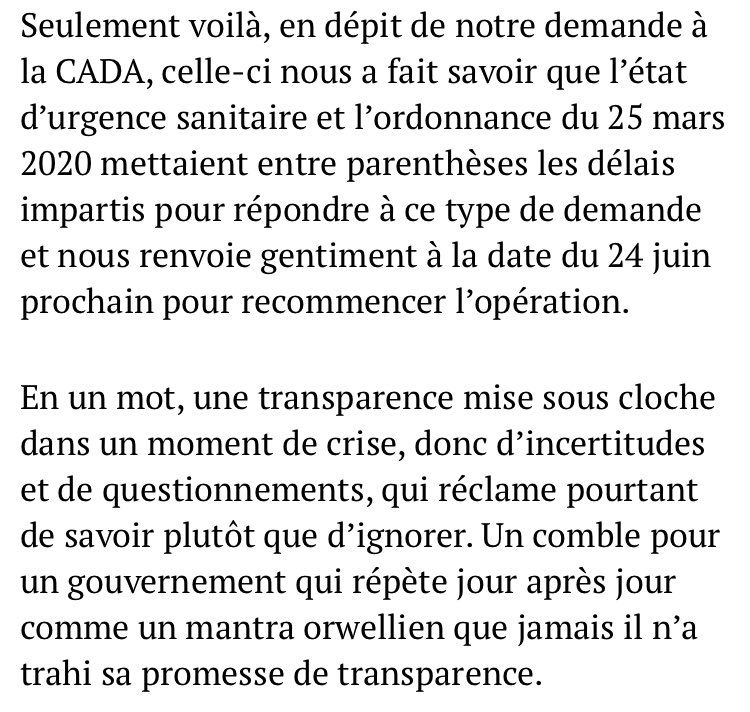 Seulement voilà, en dépit de notre demande à
la CADA, celle-ci nous a fait savoir que l’état
d’urgence sanitaire et l’ordonnance du 25 mars
2020 mettaient entre parenthèses les délais
impartis pour répondre à ce type de demande
et nous renvoie gentiment à la date du 24 juin
prochain pour recommencer l’opération.
En un mot, une transparence mise sous cloche
dans un moment de crise, donc d’incertitudes
et de questionnements, qui réclame pourtant
de savoir plutôt que d’ignorer. Un comble pour
un gouvernement qui répète jour après jour
comme un mantra orwellien que jamais il n’a
trahi sa promesse de transparence.